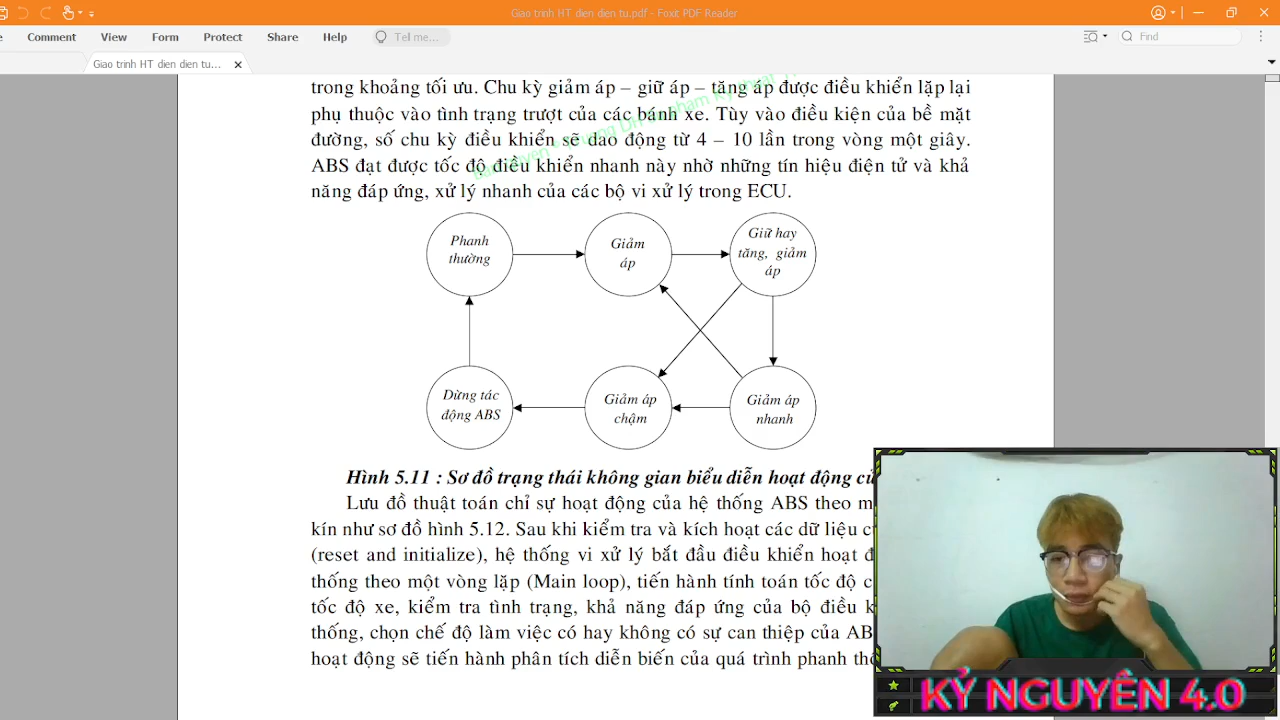 Giao trinh HT dien dien tu.pdf - Foxit PDF Reader
Comment View Form Protect Share Help Tell me... Find
Giao trinh HT dien dien tu...
trong khoảng tối ưu. Chu kỳ giảm áp – giữ áp – tăng áp được điều khiển lặp lại
phụ thuộc vào tình trạng trượt của các bánh xe. Tùy vào điều kiện của bề mặt
đường, số chu kỳ điều khiển sẽ dao động từ 4 – 10 lần trong vòng một giây.
ABS đạt được tốc độ điều khiển nhanh này nhờ những tín hiệu điện tử và khả
năng đáp ứng, xử lý nhanh của các bộ vi xử lý trong ECU.
Phanh
thường
Giảm
áp
Giữ hay
tăng, giảm
áp
Dừng tác
động ABS
Giảm áp
chậm
Giảm áp
nhanh
Hình 5.11 : Sơ đồ trạng thái không gian biểu diễn hoạt động
Lưu đồ thuật toán chỉ sự hoạt động của hệ thống ABS theo
kín như sơ đồ hình 5.12. Sau khi kiểm tra và kích hoạt các dữ liệu
(reset and initialize), hệ thống vi xử lý bắt đầu điều khiển hoạt
thống theo một vòng lặp (Main loop), tiến hành tính toán tốc độ
tốc độ xe, kiểm tra tình trạng, khả năng đáp ứng của bộ điều
thống, chọn chế độ làm việc có hay không có sự can thiệp của
hoạt động sẽ tiến hành phân tích diễn biến của quá trình phanh
KỶ NGUYÊN 4.0